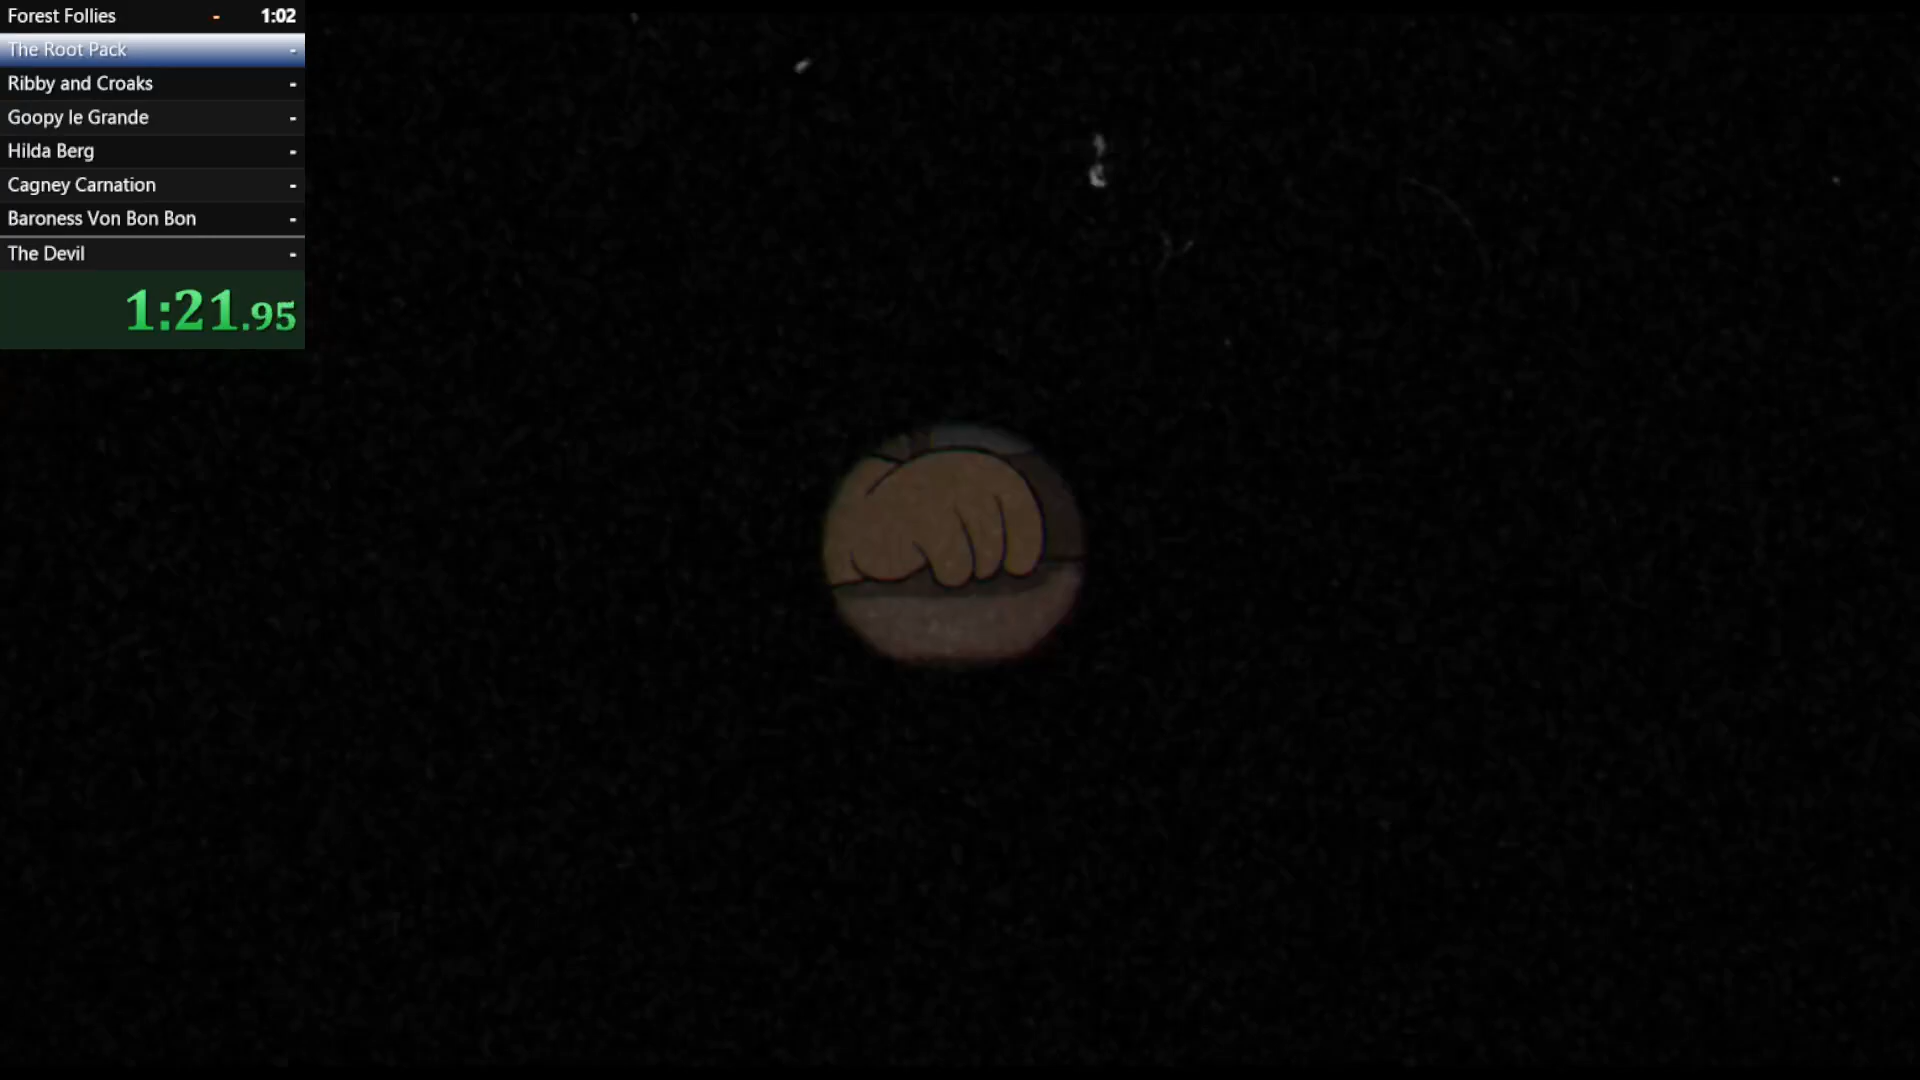 Forest Follies - 1:02
The Root Pack -
Ribby and Croaks -
Goopy le Grande -
Hilda Berg -
Cagney Carnation -
Baroness Von Bon Bon -
The Devil -
1:21.95